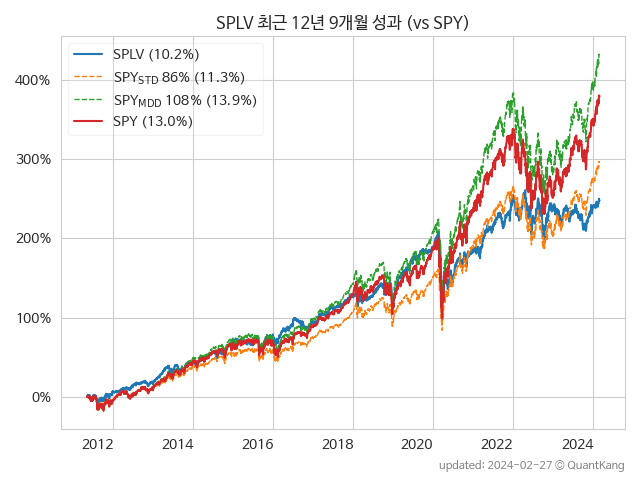 SPLV 최근 12년 9개월 성과 (vs SPY)
SPLV (10.2%)
SPY_STD 86% (11.3%)
SPY_MDD 108% (13.9%)
SPY (13.0%)
400%
300%
200%
100%
0%
2012 2014 2016 2018 2020 2022 2024
updated: 2024-02-27 © QuantKang